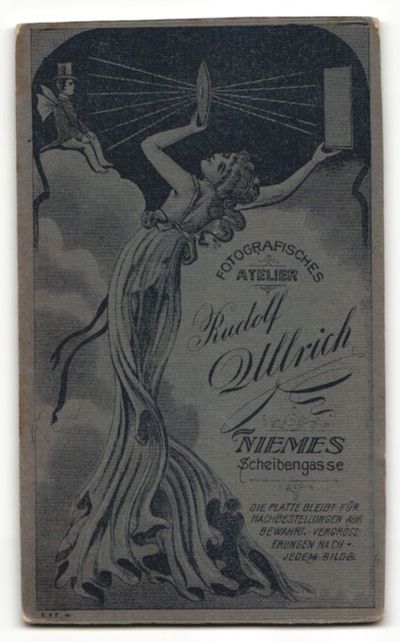 FOTOGRAFISCHES
ATELIER
Rudolf
Ullrich
NIEMES
Scheibengasse
DIE PLATTE BLEIBT FÜR
NACHBESTELLUNGEN AUF-
BEWAHRT. - VERGRÖSS-
ERUNGEN NACH -
JEDEM BILDE